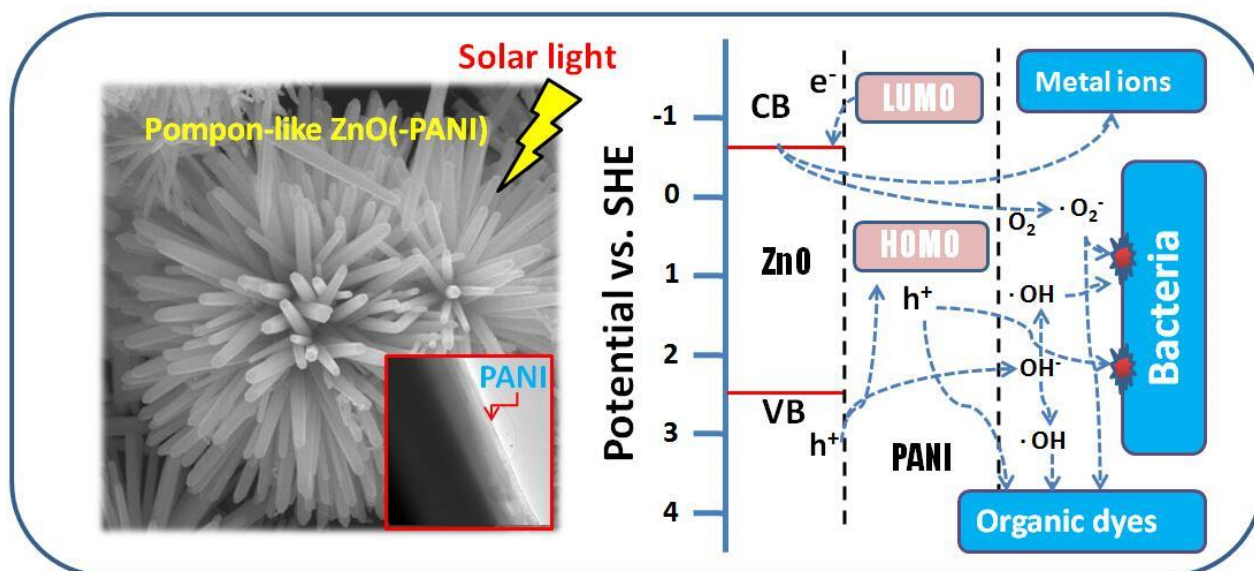 Solar light
Pompon-like ZnO(-PANI)
PANI
Potential vs. SHE
-1
0
1
2
3
4
CB
e-
LUMO
Metal ions
ZnO
HOMO
O2
· O2-
h+
· OH
OH-
Bacteria
VB
h+
PANI
· OH
Organic dyes